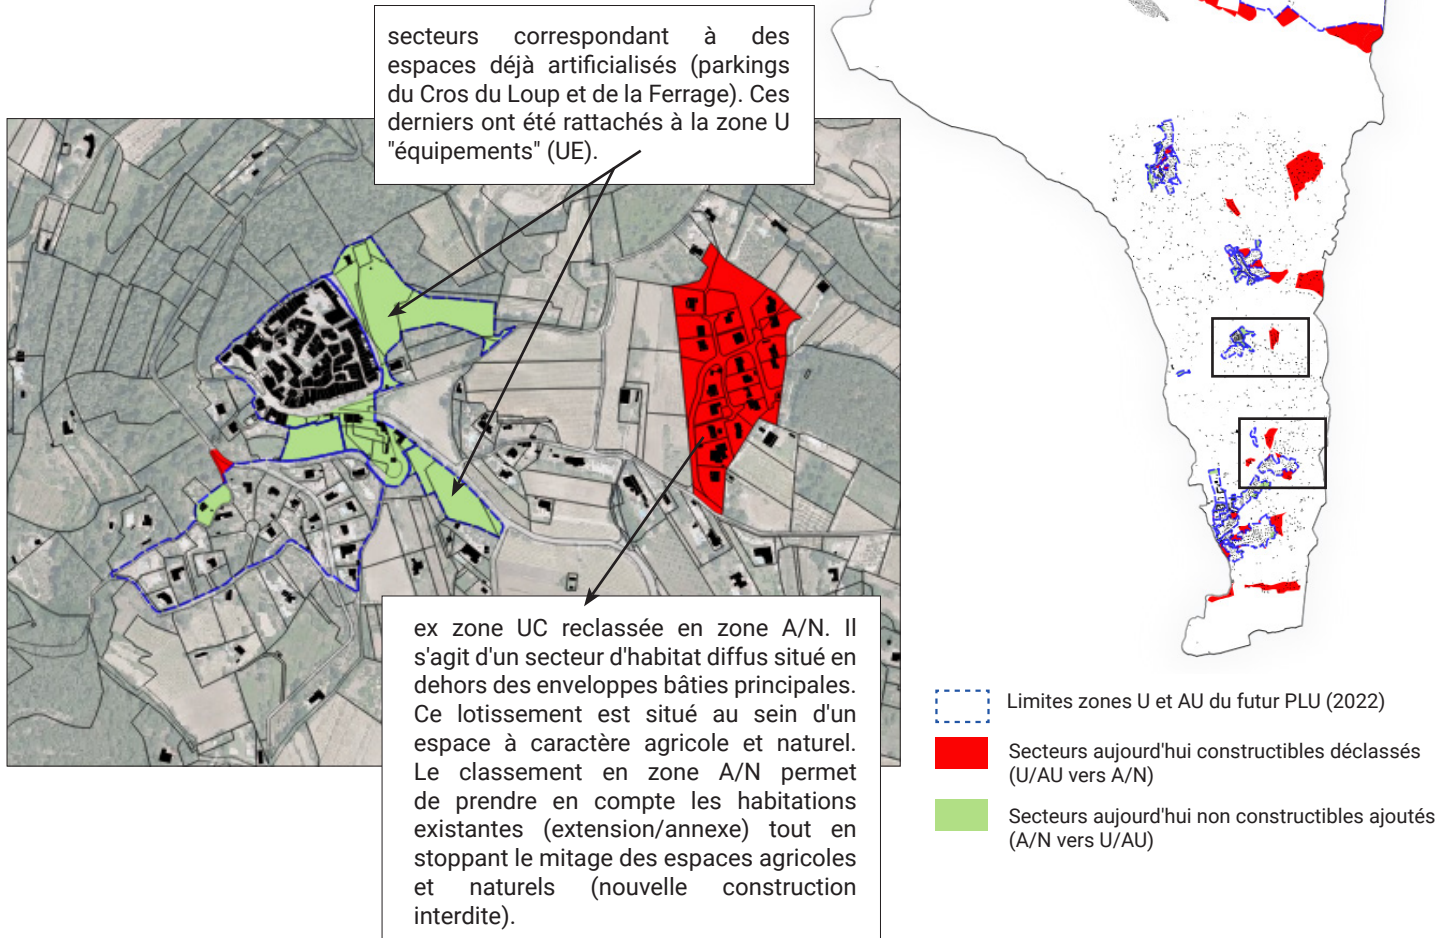 secteurs correspondant à des
espaces déjà artificialisés (parkings
du Cros du Loup et de la Ferrage). Ces
derniers ont été rattachés à la zone U
"équipements" (UE).
ex zone UC reclassée en zone A/N. Il
s'agit d'un secteur d'habitat diffus situé en
dehors des enveloppes bâties principales.
Ce lotissement est situé au sein d'un
espace à caractère agricole et naturel.
Le classement en zone A/N permet
de prendre en compte les habitations
existantes (extension/annexe) tout en
stoppant le mitage des espaces agricoles
et naturels (nouvelle construction
interdite).
Limites zones U et AU du futur PLU (2022)
Secteurs aujourd'hui constructibles déclassés
(U/AU vers A/N)
Secteurs aujourd'hui non constructibles ajoutés
(A/N vers U/AU)